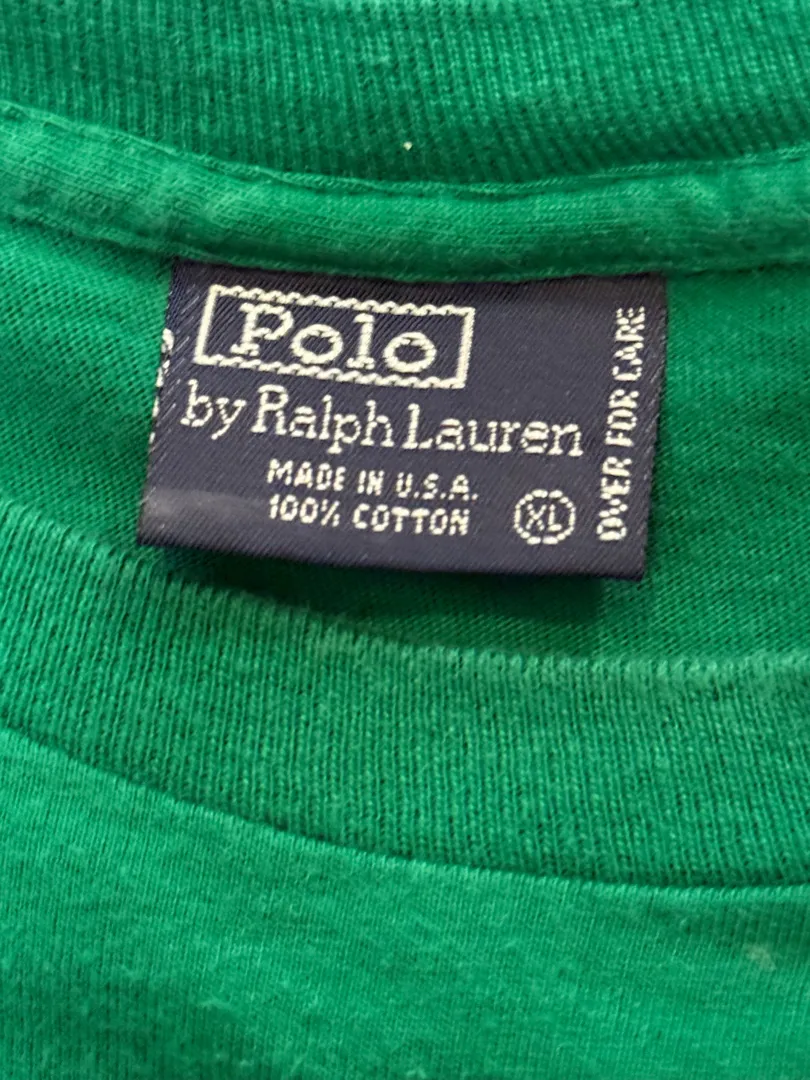 Polo
by Ralph Lauren
MADE IN U.S.A.
100% COTTON
XL
OVER FOR CARE